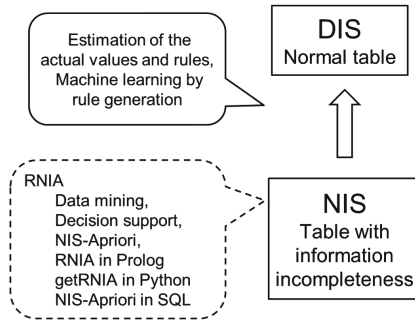 Estimation of the
actual values and rules,
Machine learning by
rule generation
DIS
Normal table
RNIA
Data mining,
Decision support,
NIS-Apriori,
RNIA in Prolog
getRNIA in Python
NIS-Apriori in SQL
NIS
Table with
information
incompleteness